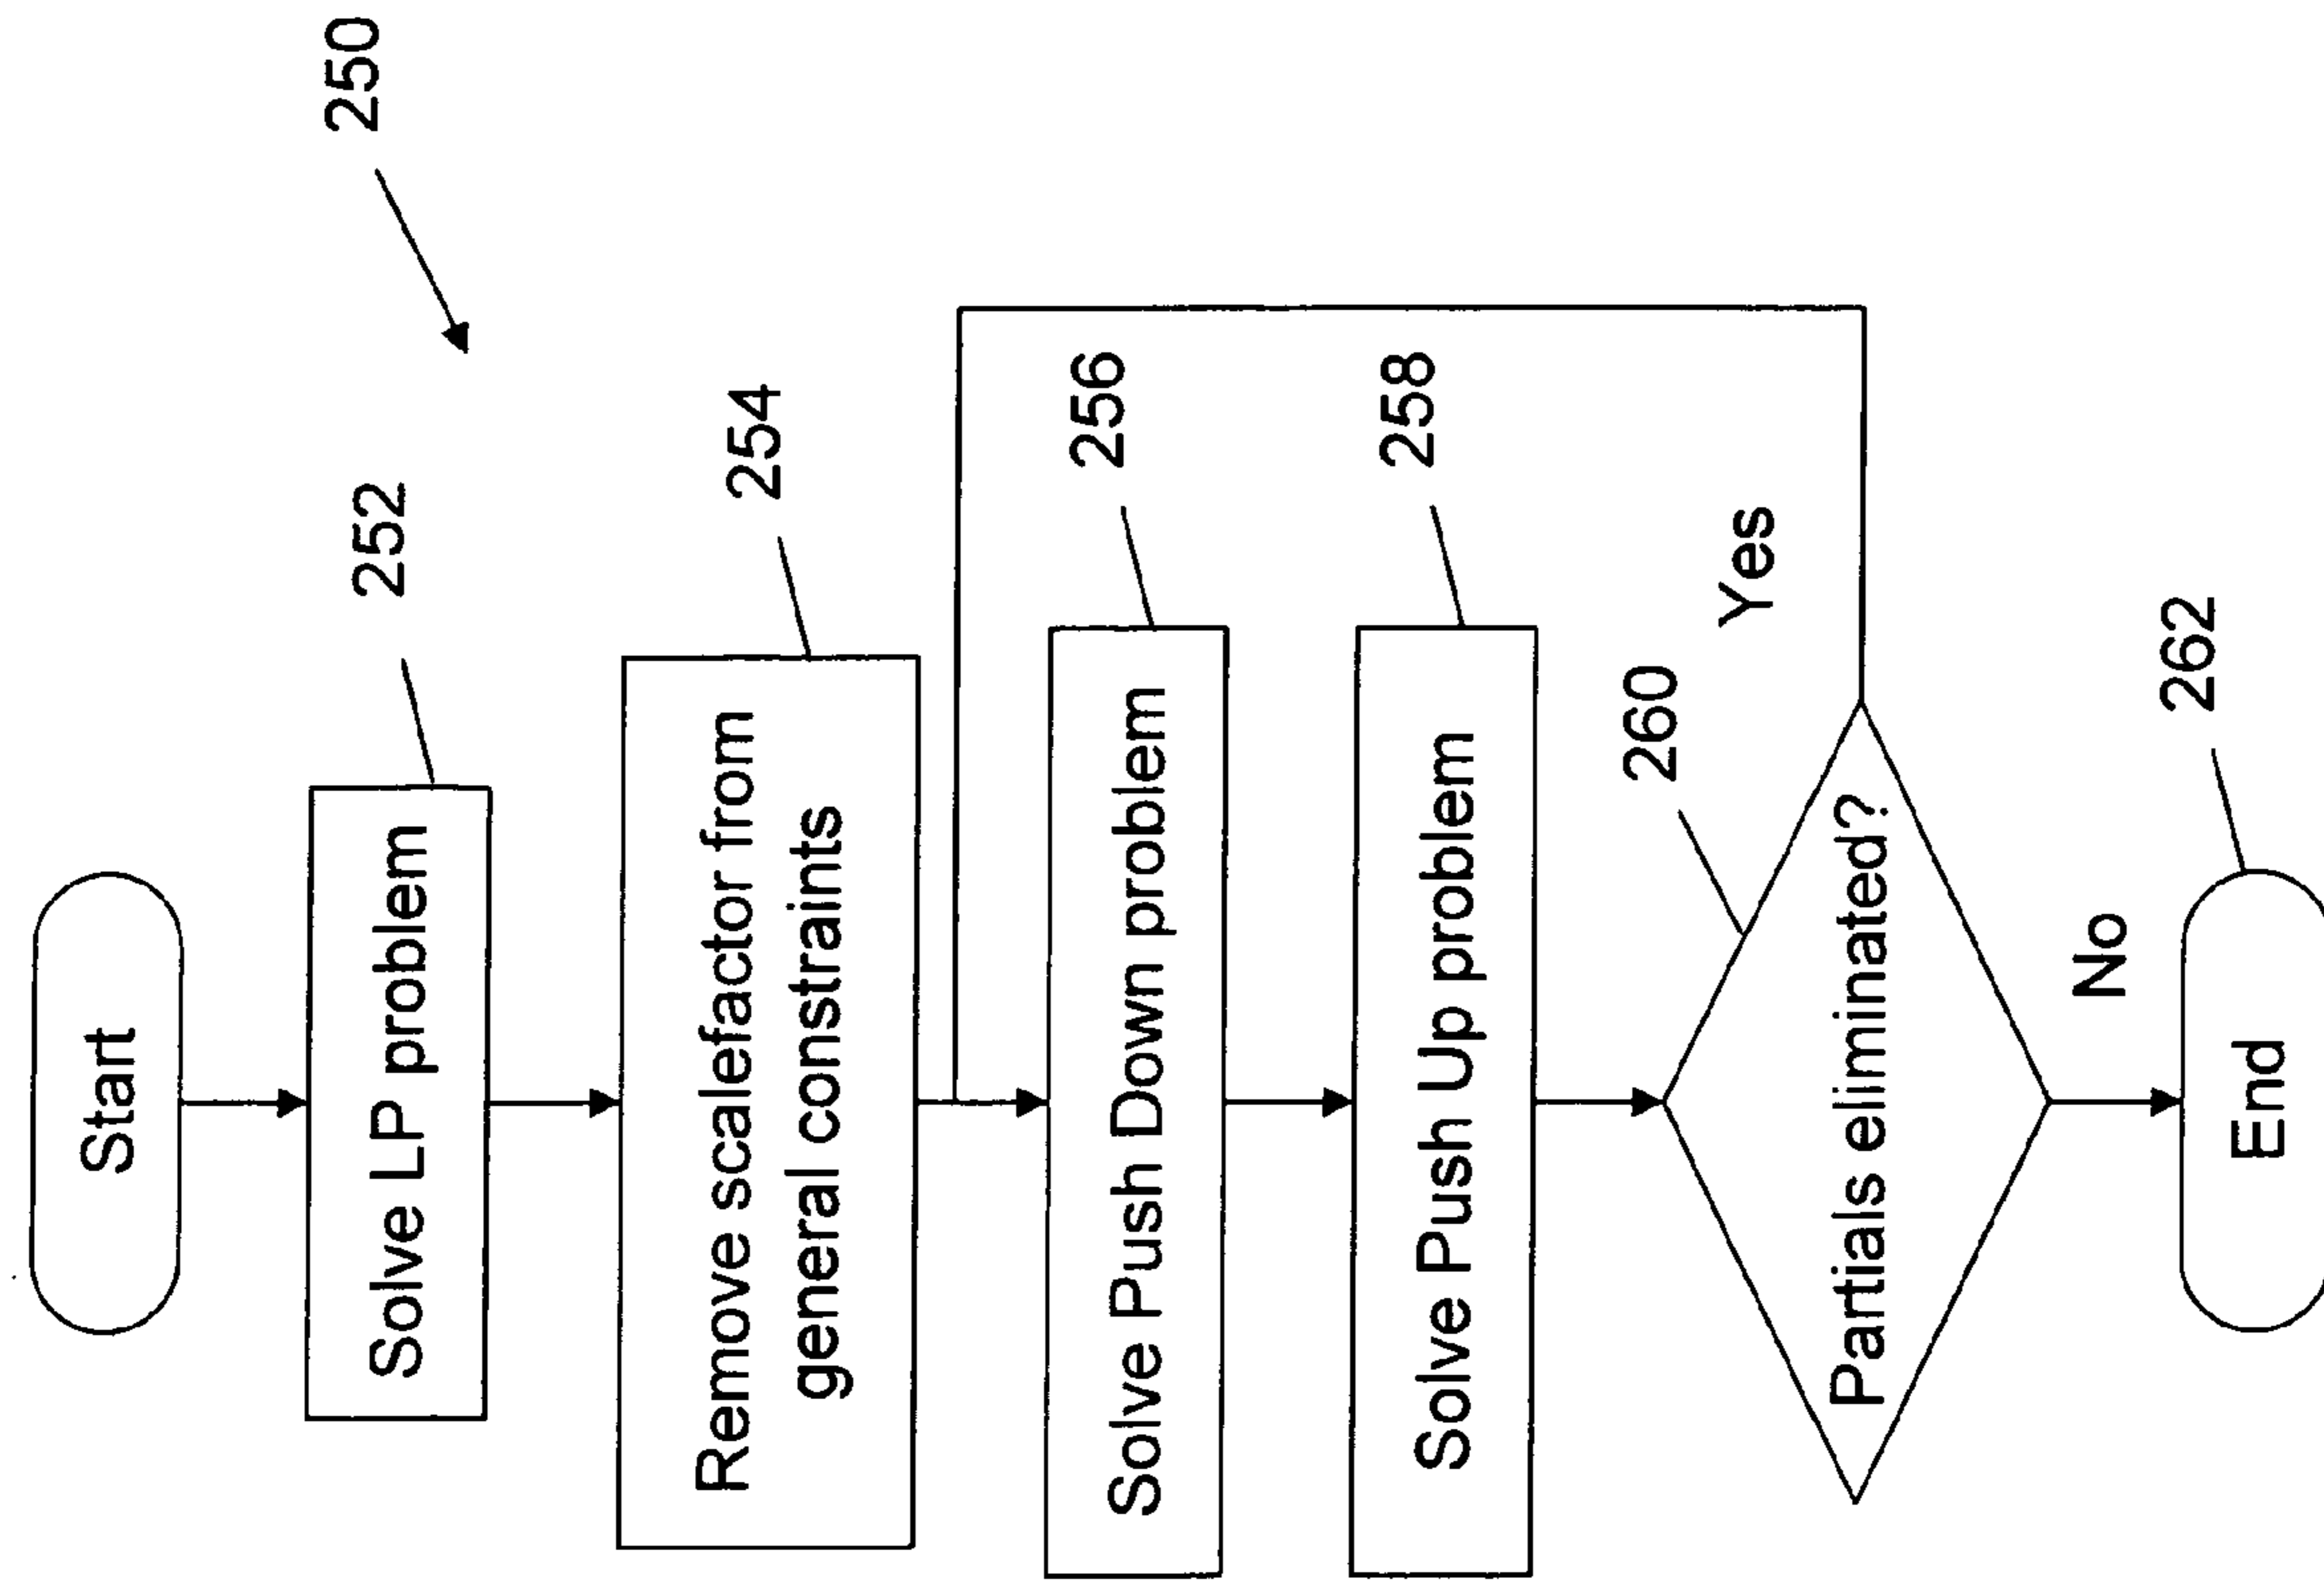 250
Start
252
Solve LP problem
254
Remove scalefactor from
general constraints
256
Solve Push Down problem
258
Solve Push Up problem
260
Partials eliminated?
Yes
No
262
End